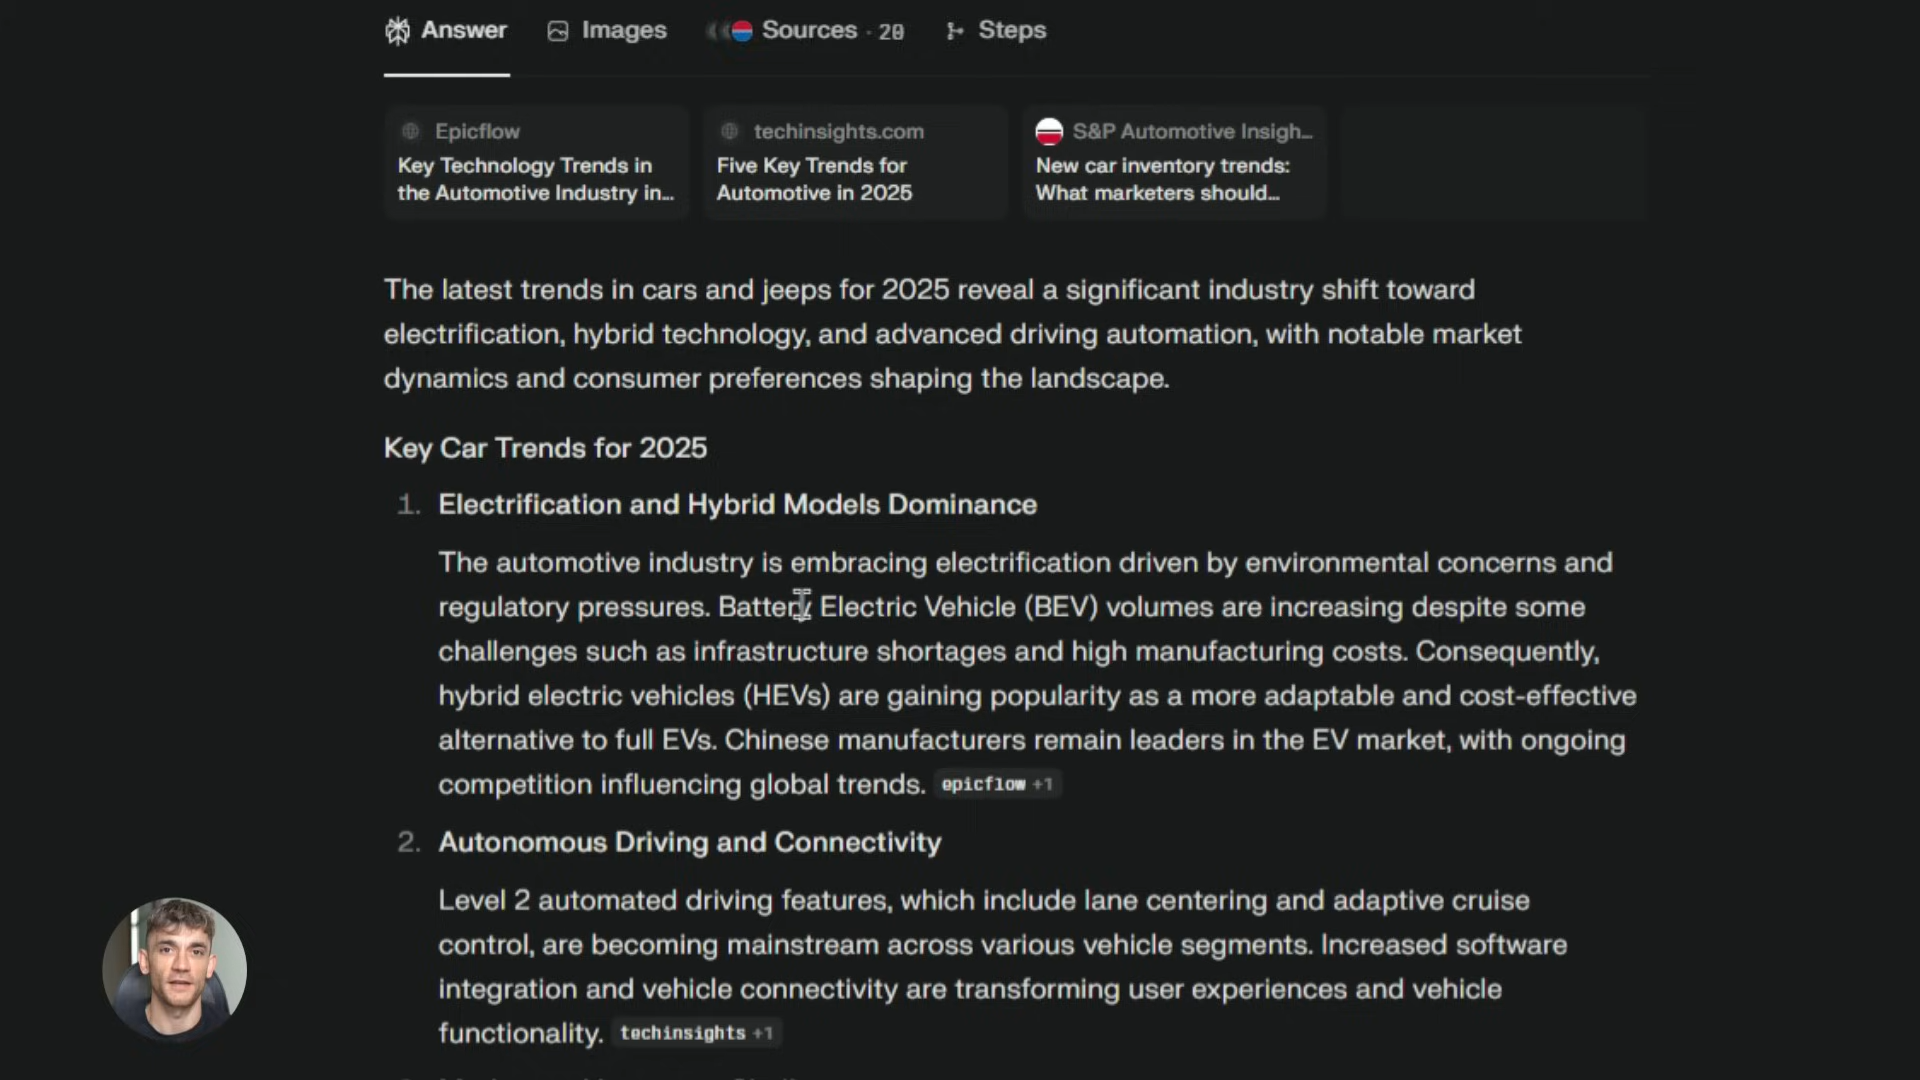 Answer
Images
Sources · 20
Steps
Epicflow
Key Technology Trends in
the Automotive Industry in...
techinsights.com
Five Key Trends for
Automotive in 2025
S&P Automotive Insigh...
New car inventory trends:
What marketers should...
The latest trends in cars and jeeps for 2025 reveal a significant industry shift toward
electrification, hybrid technology, and advanced driving automation, with notable market
dynamics and consumer preferences shaping the landscape.
Key Car Trends for 2025
1. Electrification and Hybrid Models Dominance
The automotive industry is embracing electrification driven by environmental concerns and
regulatory pressures. Battery Electric Vehicle (BEV) volumes are increasing despite some
challenges such as infrastructure shortages and high manufacturing costs. Consequently,
hybrid electric vehicles (HEVs) are gaining popularity as a more adaptable and cost-effective
alternative to full EVs. Chinese manufacturers remain leaders in the EV market, with ongoing
competition influencing global trends. epicflow +1
2. Autonomous Driving and Connectivity
Level 2 automated driving features, which include lane centering and adaptive cruise
control, are becoming mainstream across various vehicle segments. Increased software
integration and vehicle connectivity are transforming user experiences and vehicle
functionality. techinsights +1